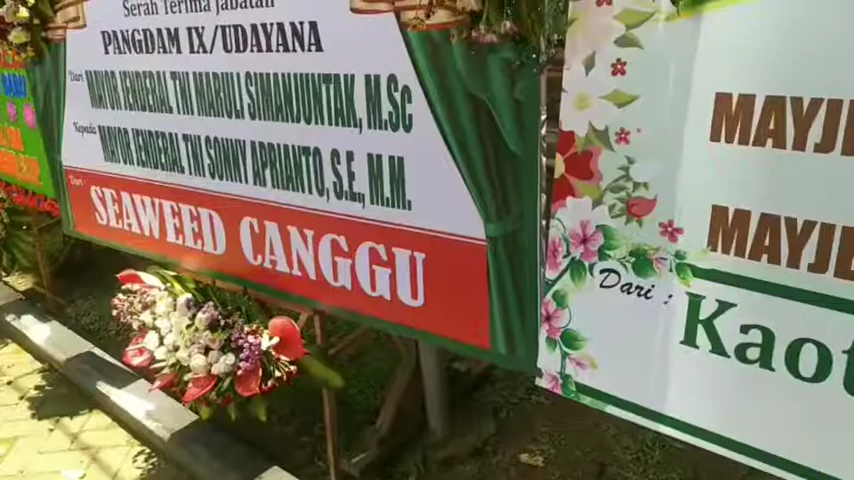 Serah Terima Jabatan
PANGDAM IX/UDAYANA
Dari
MAYOR JENDERAL TNI MARULI SIMANJUNTAK, M.SC
Kepada
MAYOR JENDERAL TNI SONNY APRIANTO, S.E., M.M.
Dari:
SEAWEED CANGGU
MAYJE
MAYJE
Dari :
Kaot